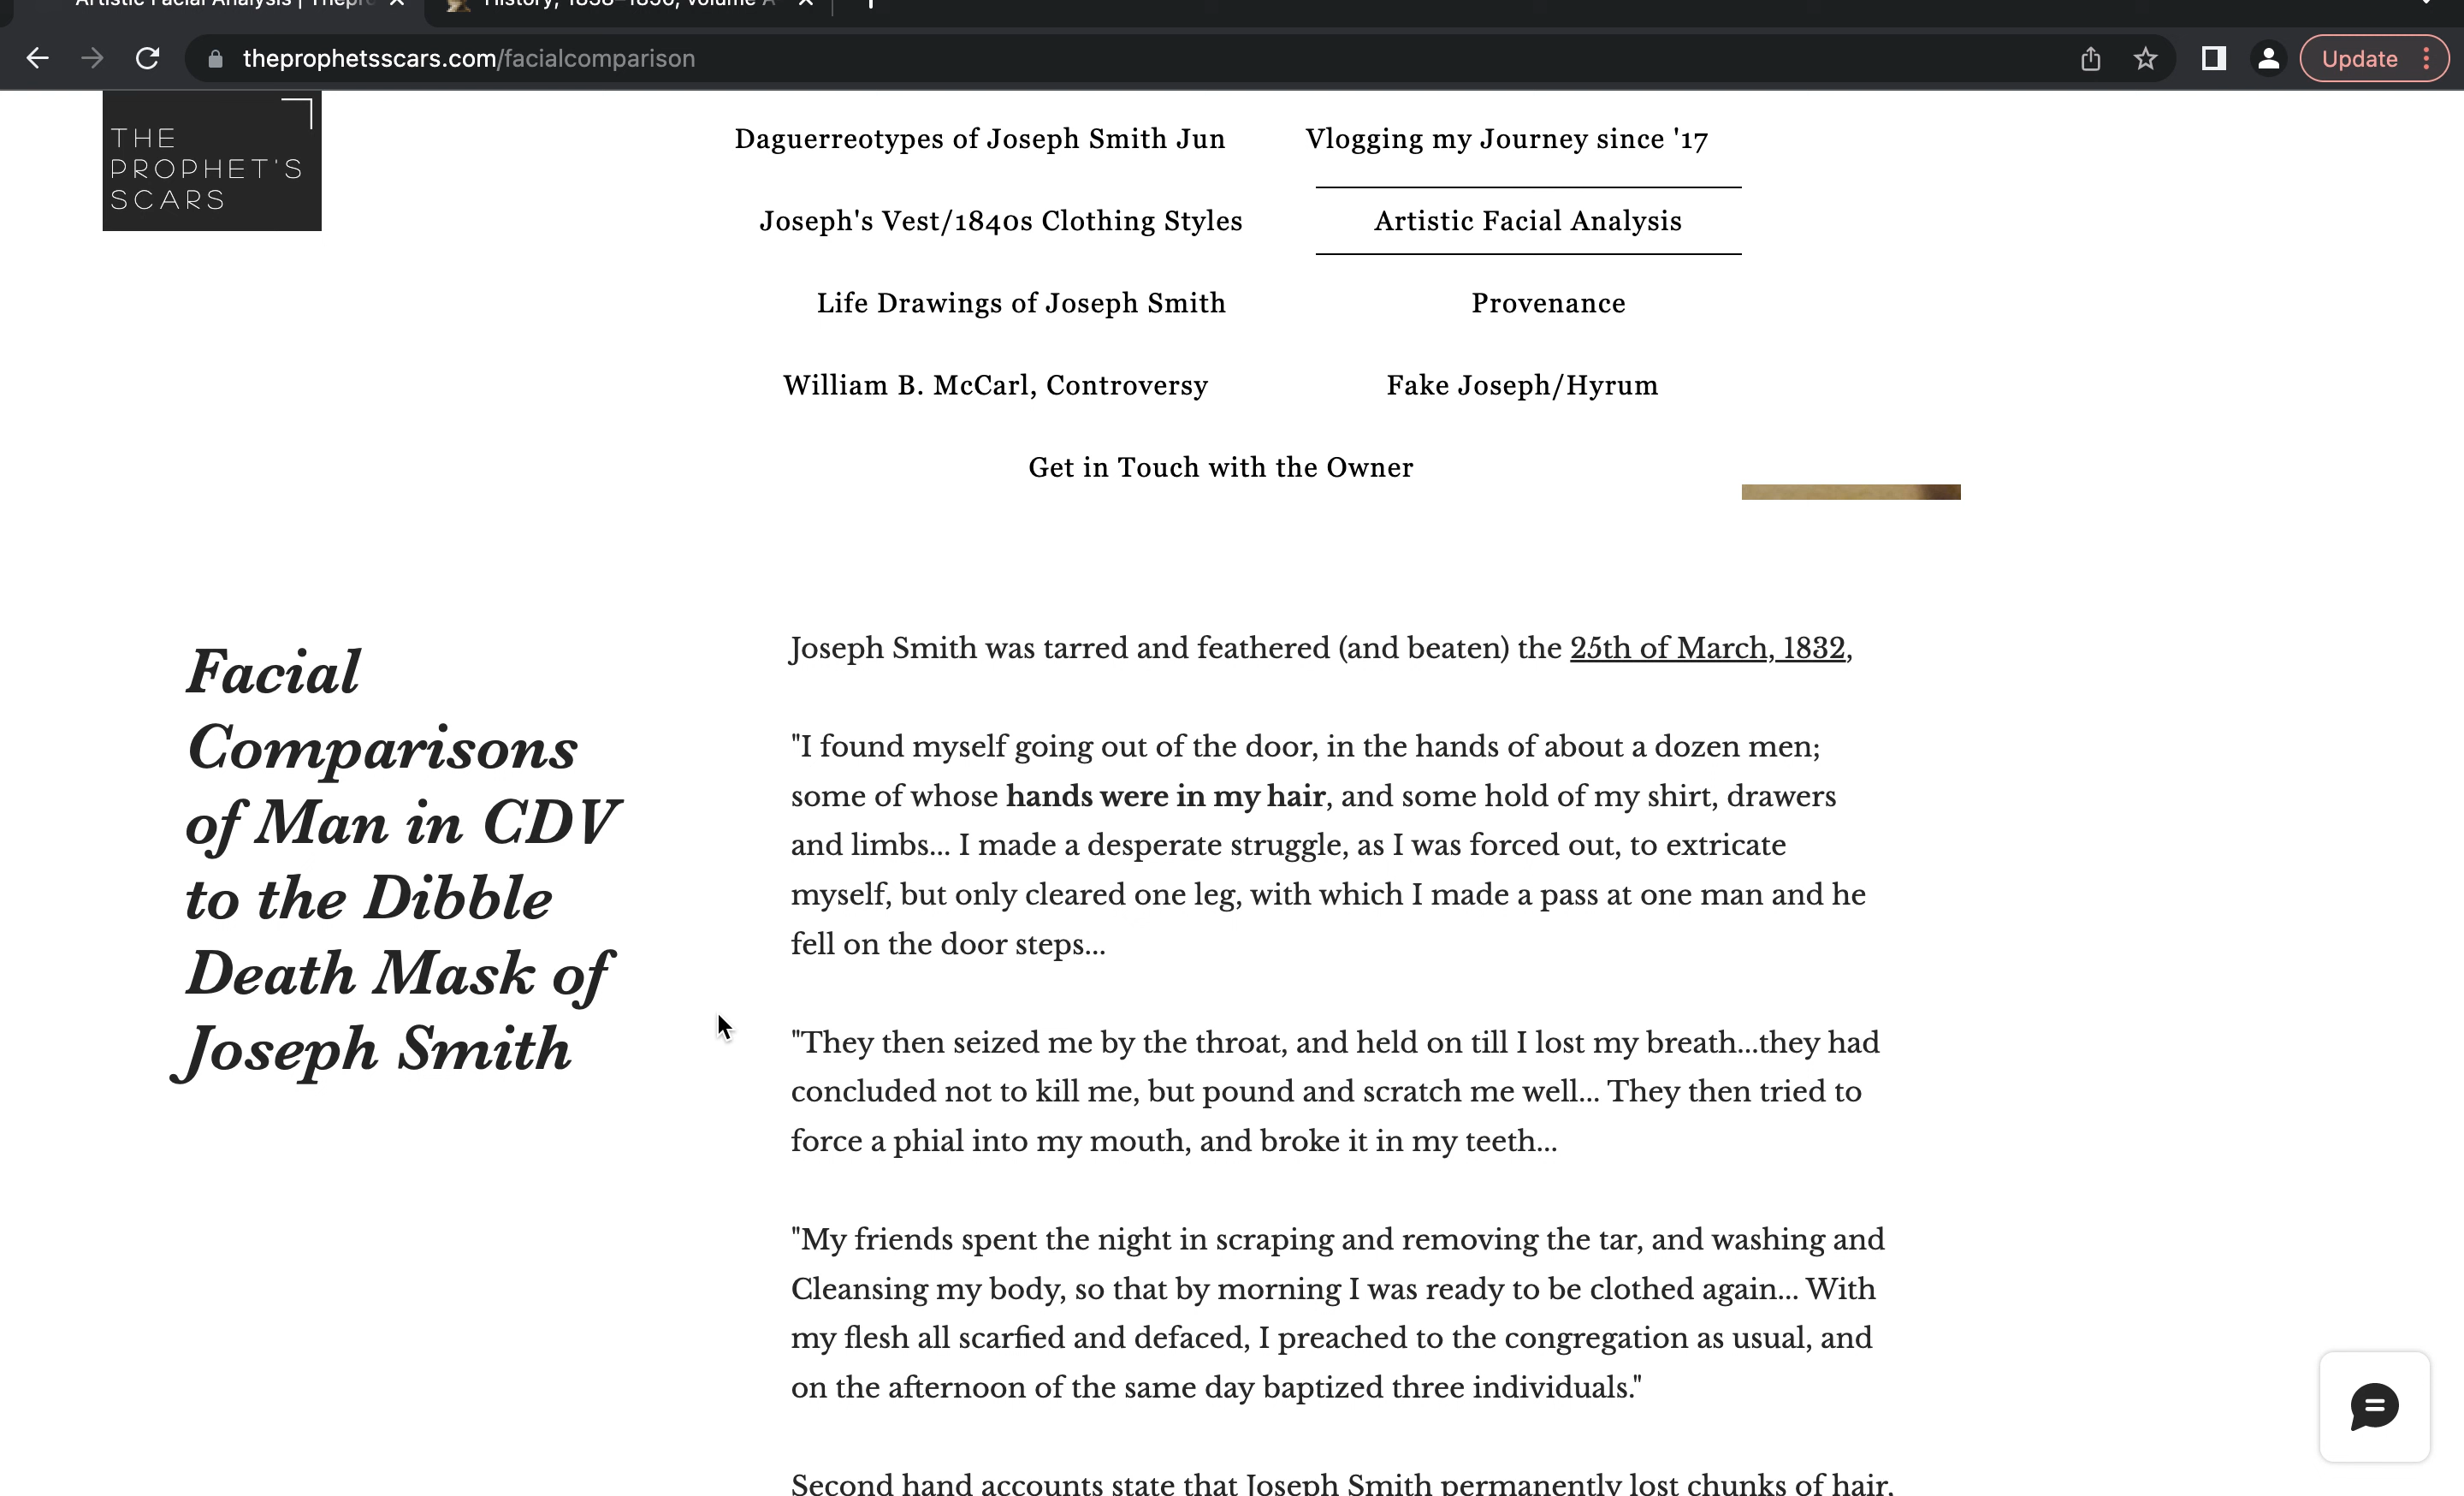 Artistic Facial Analysis | Thepro
History, 1838–1856, volume A
theprophetsscars.com/facialcomparison
Update
THE
PROPHET'S
SCARS
Daguerreotypes of Joseph Smith Jun
Vlogging my Journey since '17
Joseph's Vest/1840s Clothing Styles
Artistic Facial Analysis
Life Drawings of Joseph Smith
Provenance
William B. McCarl, Controversy
Fake Joseph/Hyrum
Get in Touch with the Owner
Facial
Comparisons
of Man in CDV
to the Dibble
Death Mask of
Joseph Smith
Joseph Smith was tarred and feathered (and beaten) the 25th of March, 1832,
"I found myself going out of the door, in the hands of about a dozen men;
some of whose hands were in my hair, and some hold of my shirt, drawers
and limbs... I made a desperate struggle, as I was forced out, to extricate
myself, but only cleared one leg, with which I made a pass at one man and he
fell on the door steps...
"They then seized me by the throat, and held on till I lost my breath...they had
concluded not to kill me, but pound and scratch me well... They then tried to
force a phial into my mouth, and broke it in my teeth...
"My friends spent the night in scraping and removing the tar, and washing and
Cleansing my body, so that by morning I was ready to be clothed again... With
my flesh all scarfied and defaced, I preached to the congregation as usual, and
on the afternoon of the same day baptized three individuals."
Second hand accounts state that Joseph Smith permanently lost chunks of hair,